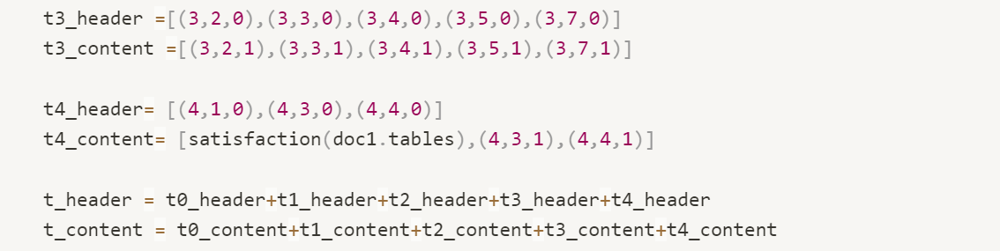 t3_header =[(3,2,0),(3,3,0),(3,4,0),(3,5,0),(3,7,0)]
t3_content =[(3,2,1),(3,3,1),(3,4,1),(3,5,1),(3,7,1)]
t4_header= [(4,1,0),(4,3,0),(4,4,0)]
t4_content= [satisfaction(doc1.tables),(4,3,1),(4,4,1)]
t_header = t0_header+t1_header+t2_header+t3_header+t4_header
t_content = t0_content+t1_content+t2_content+t3_content+t4_content